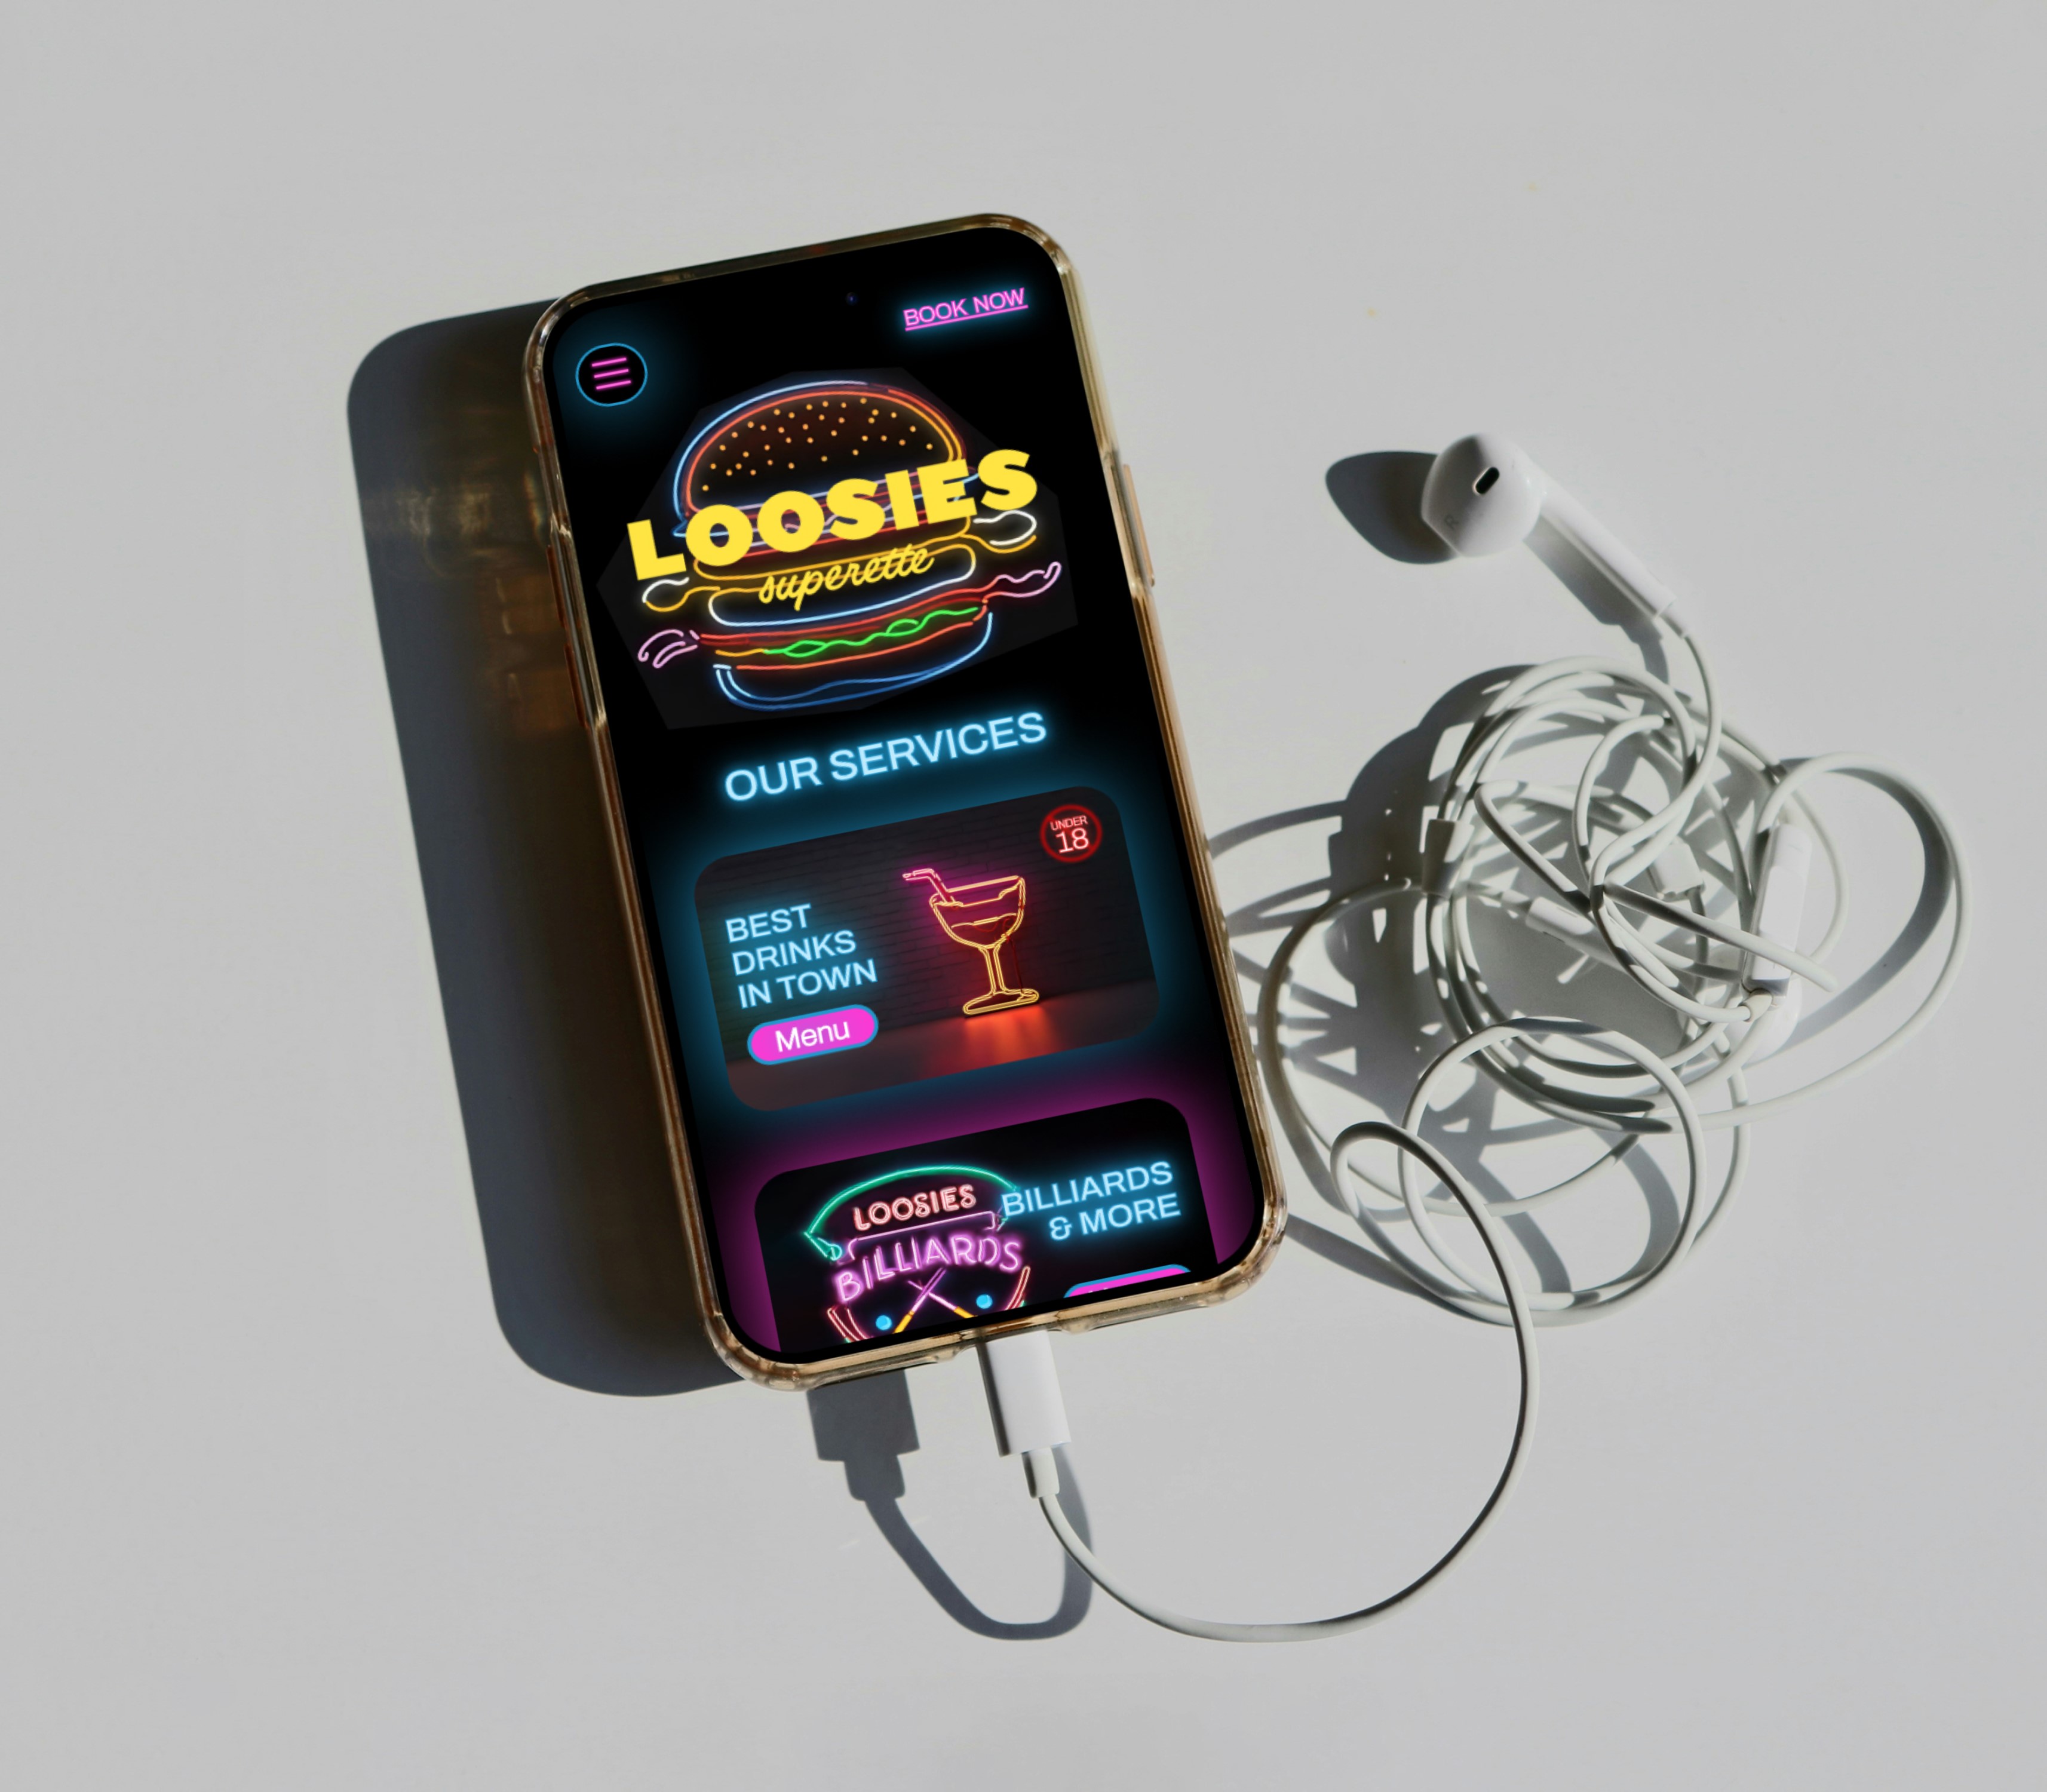 BOOK NOW
LOOSIES
superette
OUR SERVICES
UNDER
18
BEST
DRINKS
IN TOWN
Menu
LOOSIES
BILLIARDS
BILLIARDS
& MORE
R